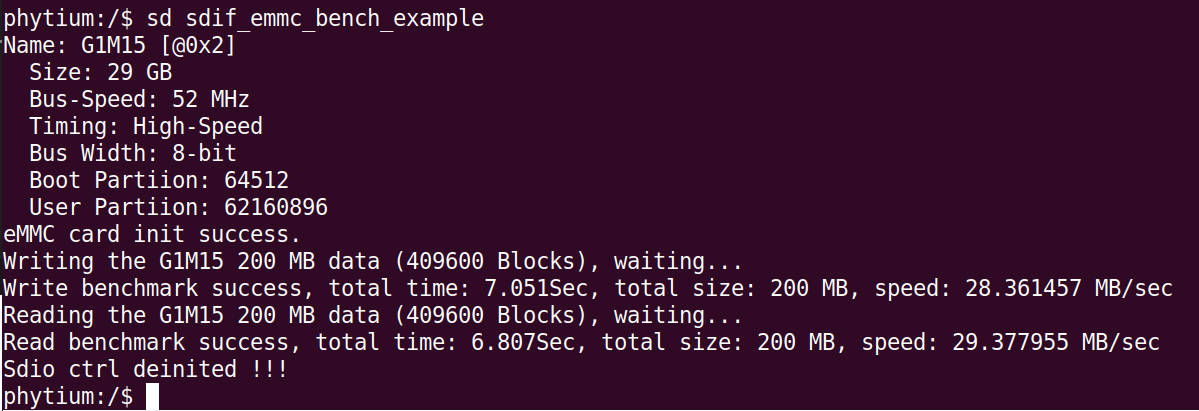 phytium:/$ sd sdif_emmc_bench_example
Name: G1M15 [@0x2]
  Size: 29 GB
  Bus-Speed: 52 MHz
  Timing: High-Speed
  Bus Width: 8-bit
  Boot Partiion: 64512
  User Partiion: 62160896
eMMC card init success.
Writing the G1M15 200 MB data (409600 Blocks), waiting...
Write benchmark success, total time: 7.051Sec, total size: 200 MB, speed: 28.361457 MB/sec
Reading the G1M15 200 MB data (409600 Blocks), waiting...
Read benchmark success, total time: 6.807Sec, total size: 200 MB, speed: 29.377955 MB/sec
Sdio ctrl deinited !!!
phytium:/$